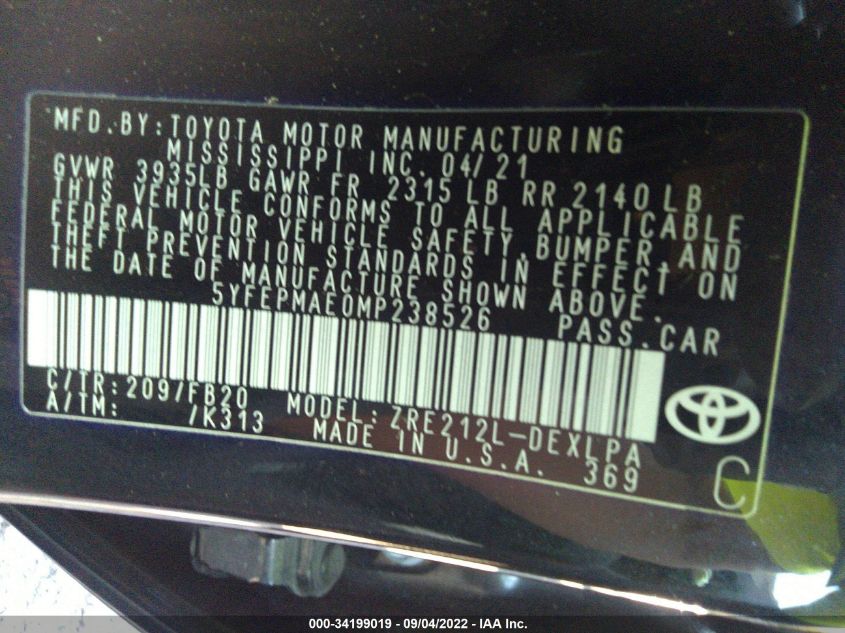 MFD.BY:TOYOTA MOTOR MANUFACTURING
MISSISSIPPI INC. 04/21
GVWR 3935LB GAWR FR 2315 LB RR 2140 LB
THIS VEHICLE CONFORMS TO ALL APPLICABLE
FEDERAL MOTOR VEHICLE SAFETY,BUMPER,AND
THEFT PREVENTION STANDARDS IN EFFECT ON
THE DATE OF MANUFACTURE SHOWN ABOVE.
5YFEPMAE0MP238526 PASS.CAR
C/TR:209/FB20 MODEL:ZRE212L-DEXLPA
A/TM: /K313 MADE IN U.S.A. 369
C
000-34199019 - 09/04/2022 - IAA Inc.